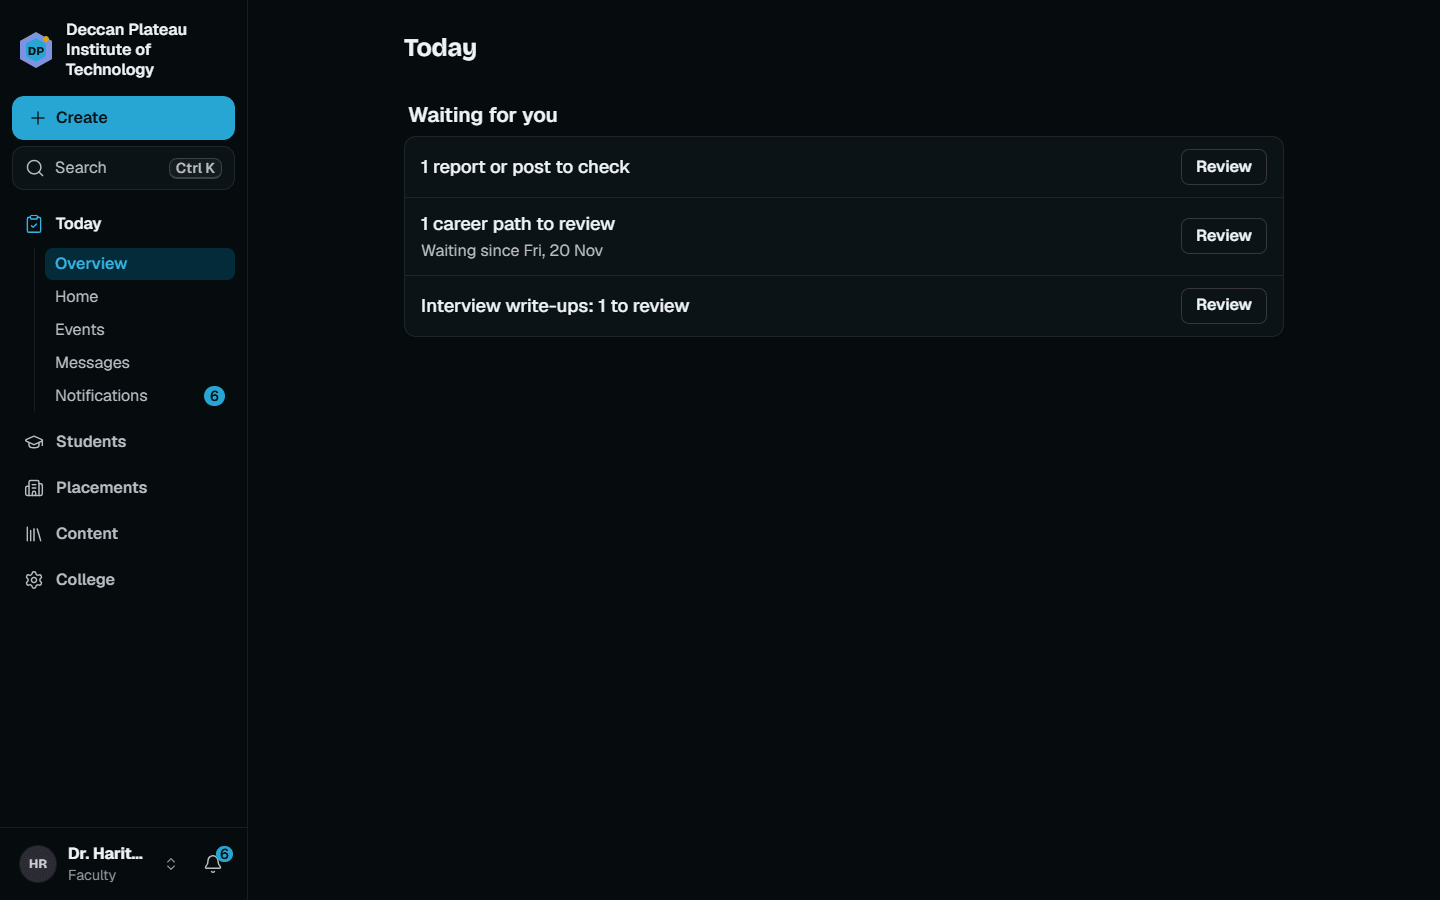 DP
Deccan Plateau
Institute of
Technology
Create
Search Ctrl K
Today
Overview
Home
Events
Messages
Notifications 6
Students
Placements
Content
College
HR
Dr. Harit...
Faculty
6
Today
Waiting for you
1 report or post to check
Review
1 career path to review
Waiting since Fri, 20 Nov
Review
Interview write-ups: 1 to review
Review